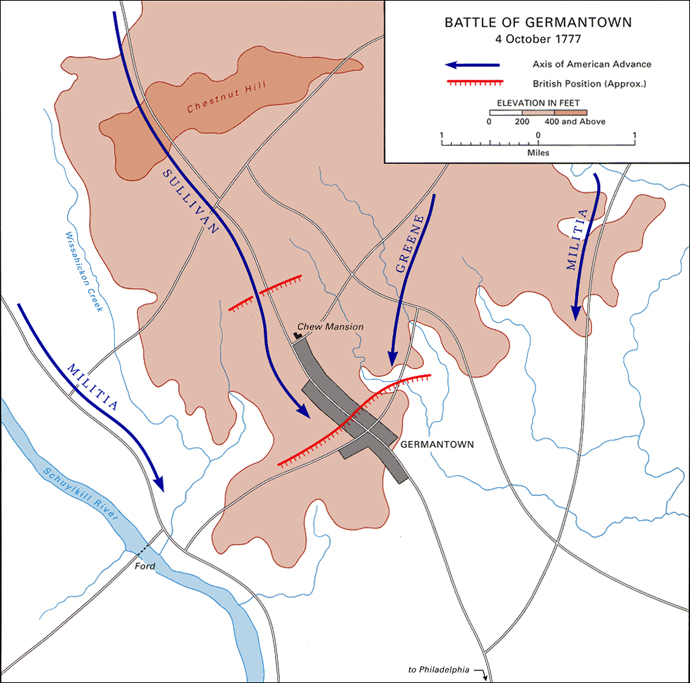 BATTLE OF GERMANTOWN
4 October 1777
Axis of American Advance
British Position (Approx.)
ELEVATION IN FEET
0 200 400 and Above
1 0 1
Miles
Chestnut Hill
SULLIVAN
GREENE
MILITIA
Wissahickon Creek
Chew Mansion
MILITIA
GERMANTOWN
Schuylkill River
Ford
to Philadelphia